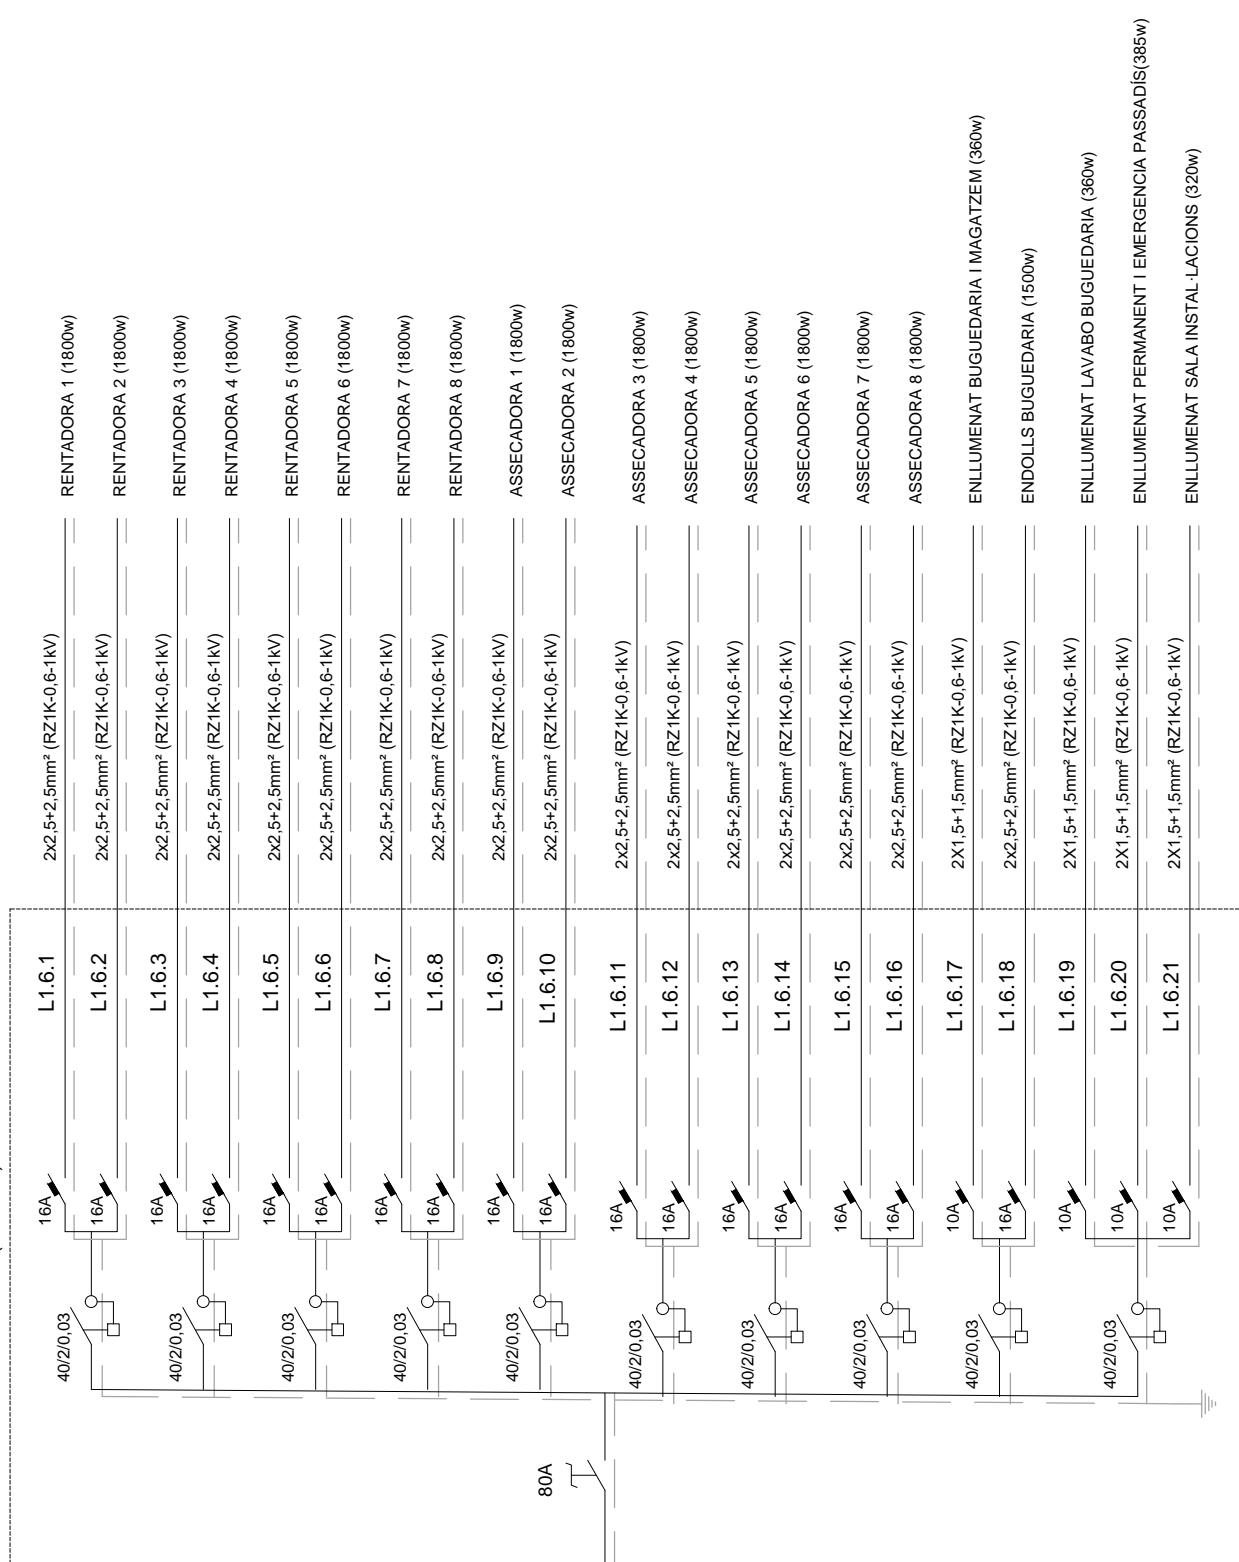 80A
40/2/0,03
40/2/0,03
40/2/0,03
40/2/0,03
40/2/0,03
40/2/0,03
40/2/0,03
40/2/0,03
40/2/0,03
40/2/0,03
16A L1.6.1 2x2,5+2,5mm² (RZ1K-0,6-1kV) RENTADORA 1 (1800w)
16A L1.6.2 2x2,5+2,5mm² (RZ1K-0,6-1kV) RENTADORA 2 (1800w)
16A L1.6.3 2x2,5+2,5mm² (RZ1K-0,6-1kV) RENTADORA 3 (1800w)
16A L1.6.4 2x2,5+2,5mm² (RZ1K-0,6-1kV) RENTADORA 4 (1800w)
16A L1.6.5 2x2,5+2,5mm² (RZ1K-0,6-1kV) RENTADORA 5 (1800w)
16A L1.6.6 2x2,5+2,5mm² (RZ1K-0,6-1kV) RENTADORA 6 (1800w)
16A L1.6.7 2x2,5+2,5mm² (RZ1K-0,6-1kV) RENTADORA 7 (1800w)
16A L1.6.8 2x2,5+2,5mm² (RZ1K-0,6-1kV) RENTADORA 8 (1800w)
16A L1.6.9 2x2,5+2,5mm² (RZ1K-0,6-1kV) ASSECADORA 1 (1800w)
16A L1.6.10 2x2,5+2,5mm² (RZ1K-0,6-1kV) ASSECADORA 2 (1800w)
16A L1.6.11 2x2,5+2,5mm² (RZ1K-0,6-1kV) ASSECADORA 3 (1800w)
16A L1.6.12 2x2,5+2,5mm² (RZ1K-0,6-1kV) ASSECADORA 4 (1800w)
16A L1.6.13 2x2,5+2,5mm² (RZ1K-0,6-1kV) ASSECADORA 5 (1800w)
16A L1.6.14 2x2,5+2,5mm² (RZ1K-0,6-1kV) ASSECADORA 6 (1800w)
16A L1.6.15 2x2,5+2,5mm² (RZ1K-0,6-1kV) ASSECADORA 7 (1800w)
16A L1.6.16 2x2,5+2,5mm² (RZ1K-0,6-1kV) ASSECADORA 8 (1800w)
10A L1.6.17 2X1,5+1,5mm² (RZ1K-0,6-1kV) ENLLUMENAT BUGUEDARIA I MAGATZEM (360w)
16A L1.6.18 2x2,5+2,5mm² (RZ1K-0,6-1kV) ENDOLLS BUGUEDARIA (1500w)
10A L1.6.19 2X1,5+1,5mm² (RZ1K-0,6-1kV) ENLLUMENAT LAVABO BUGUEDARIA (360w)
10A L1.6.20 2X1,5+1,5mm² (RZ1K-0,6-1kV) ENLLUMENAT PERMANENT I EMERGENCIA PASSADÍS(385w)
10A L1.6.21 2X1,5+1,5mm² (RZ1K-0,6-1kV) ENLLUMENAT SALA INSTAL·LACIONS (320w)